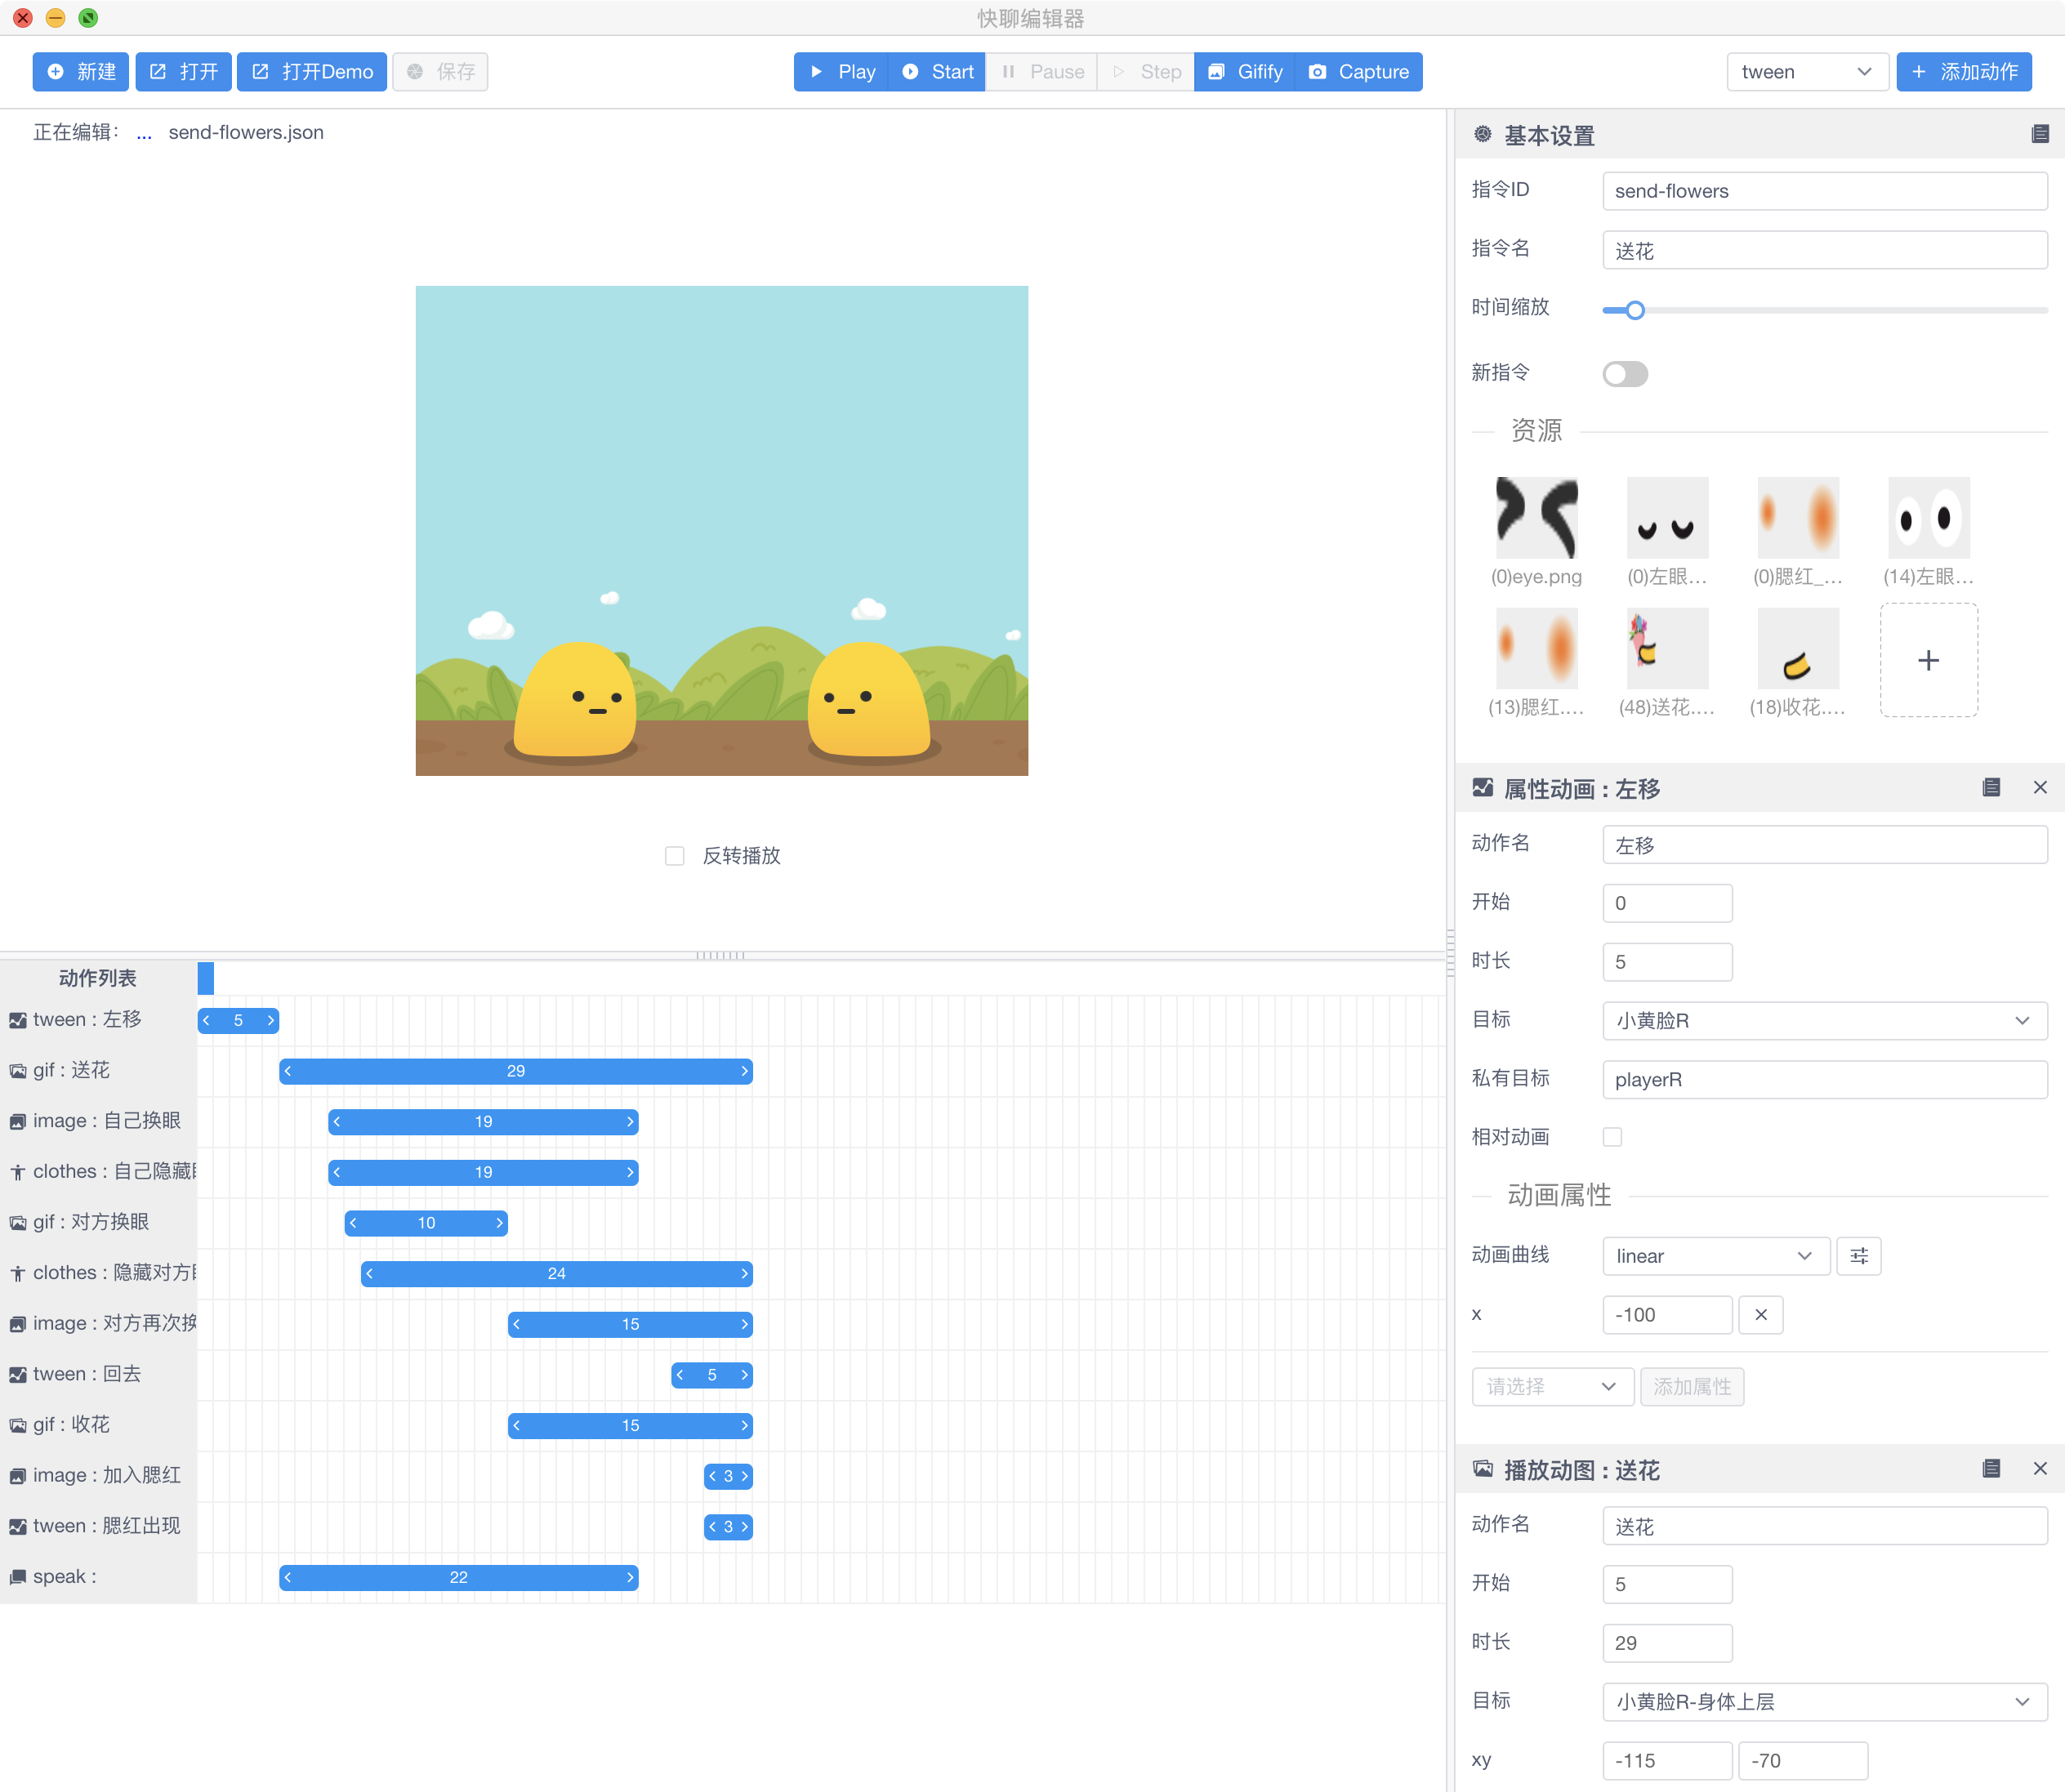 快聊编辑器
新建 打开 打开Demo 保存 Play Start Pause Step Gifify Capture tween 添加动作
正在编辑： ... send-flowers.json
反转播放
动作列表
tween : 左移 5
gif : 送花 29
image : 自己换眼 19
clothes : 自己隐藏 19
gif : 对方换眼 10
clothes : 隐藏对方 24
image : 对方再次换 15
tween : 回去 5
gif : 收花 15
image : 加入腮红 3
tween : 腮红出现 3
speak : 22
基本设置
指令ID send-flowers
指令名 送花
时间缩放
新指令
资源
(0)eye.png (0)左眼... (0)腮红_... (14)左眼...
(13)腮红.... (48)送花.... (18)收花....
属性动画 : 左移
动作名 左移
开始 0
时长 5
目标 小黄脸R
私有目标 playerR
相对动画
动画属性
动画曲线 linear
x -100
请选择 添加属性
播放动图 : 送花
动作名 送花
开始 5
时长 29
目标 小黄脸R-身体上层
xy -115 -70